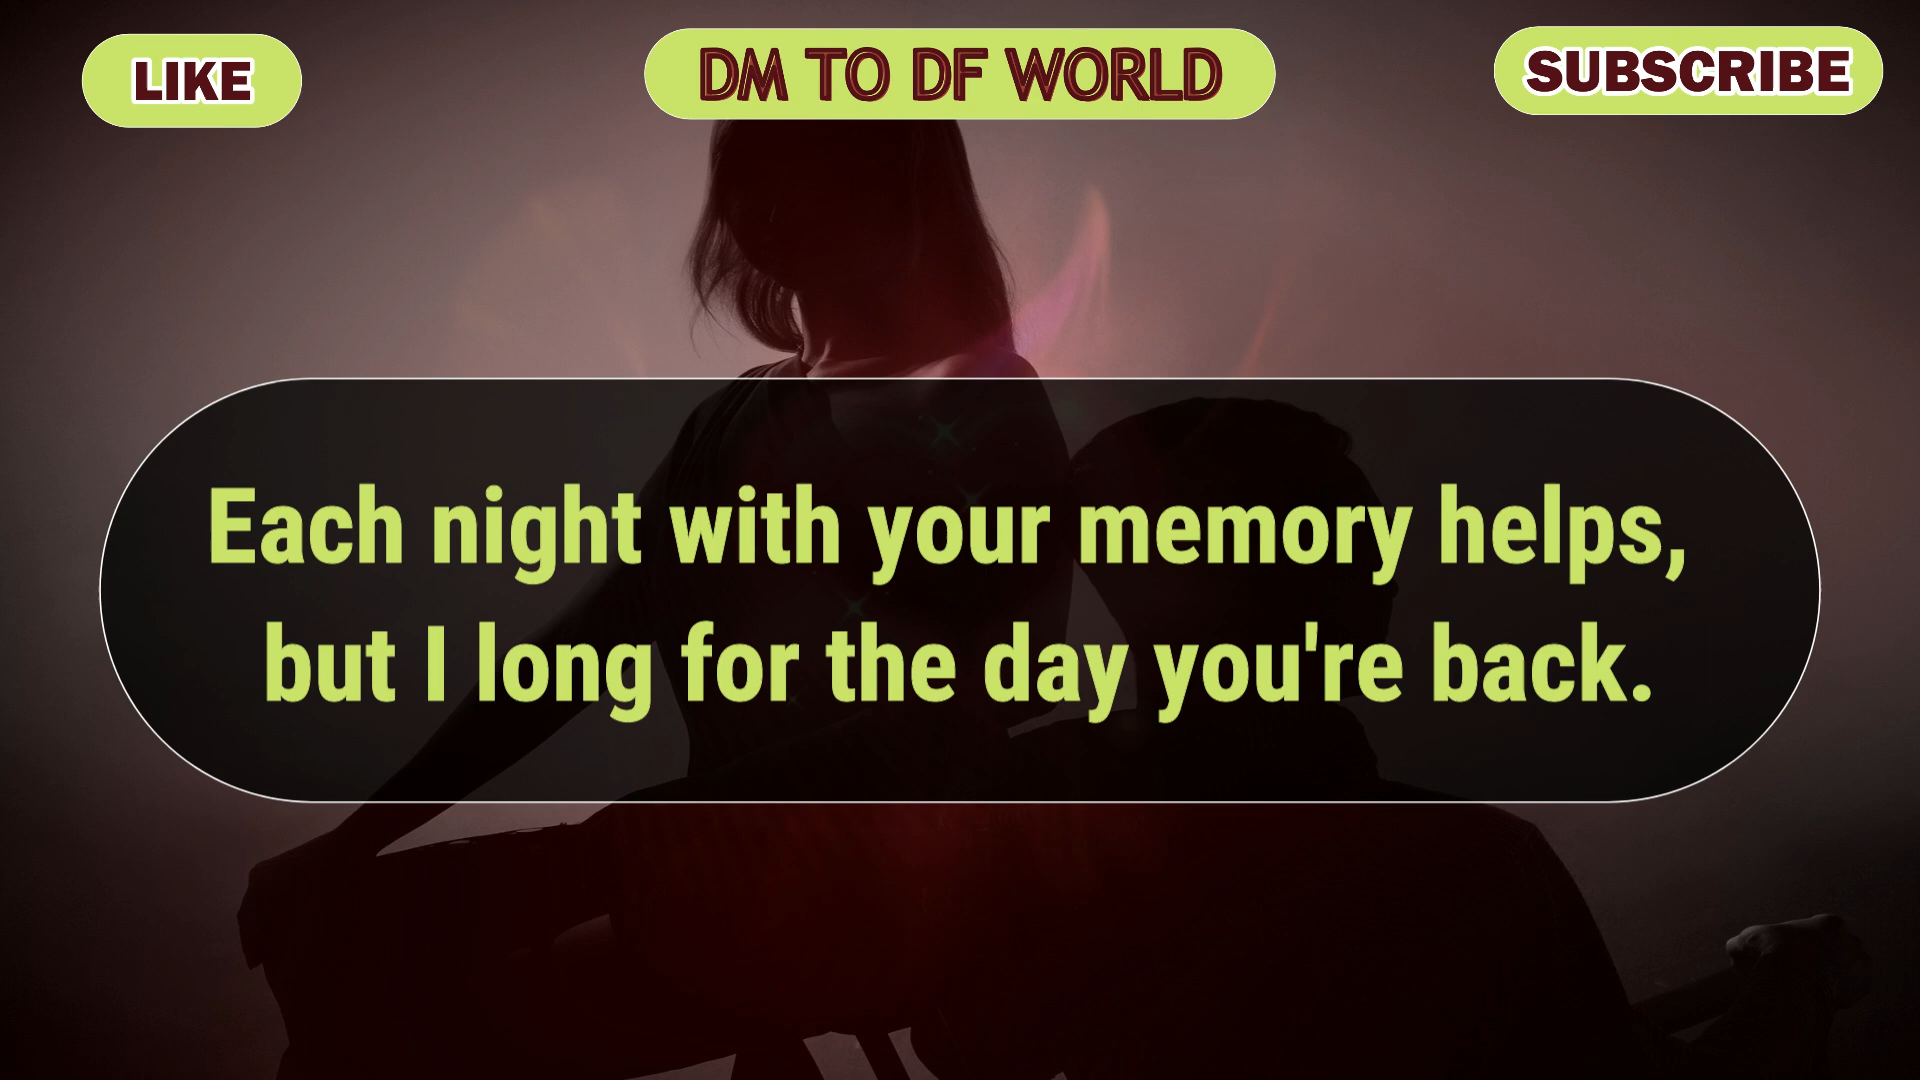 LIKE
DM TO DF WORLD
SUBSCRIBE
Each night with your memory helps,
but I long for the day you're back.